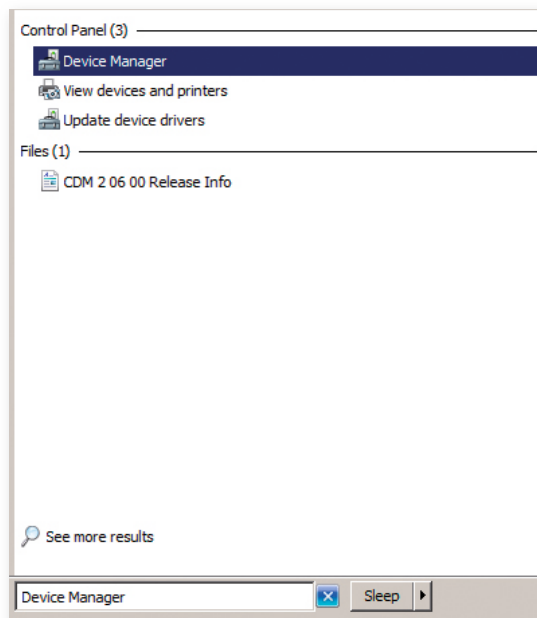 Control Panel (3)
Device Manager
View devices and printers
Update device drivers
Files (1)
CDM 2 06 00 Release Info
See more results
Device Manager
Sleep